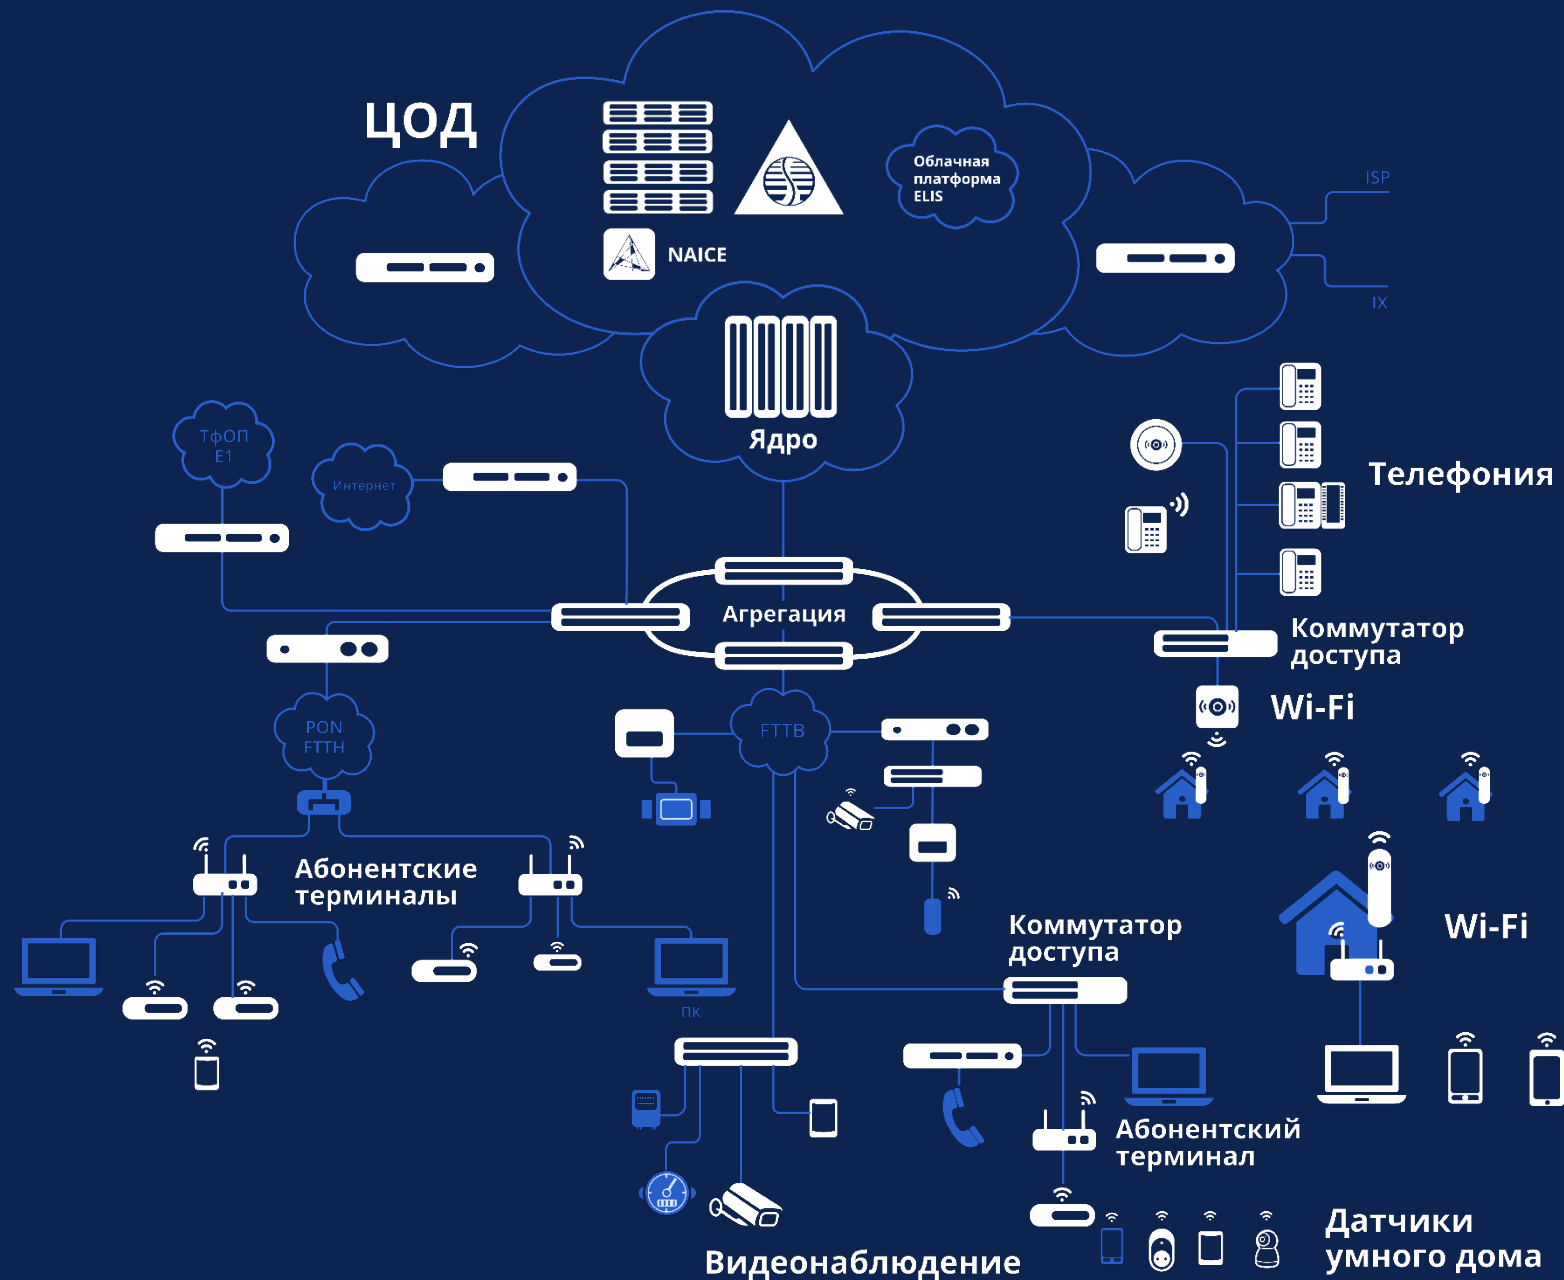 ЦОД
Облачная
платформа
ELIS
ISP
NAICE
IX
Ядро
ТфОП
E1
Интернет
Телефония
Агрегация
Коммутатор
доступа
Wi-Fi
PON
FTTH
FTTB
Абонентские
терминалы
Коммутатор
доступа
Wi-Fi
ПК
Абонентский
терминал
Датчики
умного дома
Видеонаблюдение